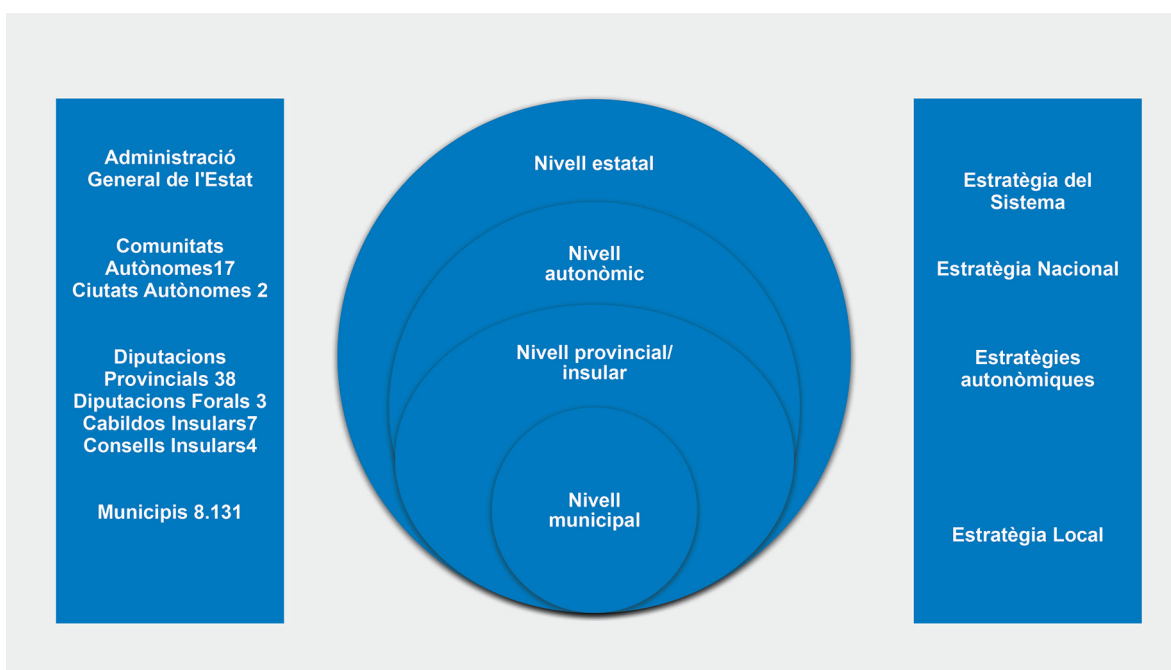 Administració
General de l'Estat
Comunitats
Autònomes17
Ciutats Autònomes 2
Diputacions
Provincials 38
Diputacions Forals 3
Cabildos Insulars7
Consells Insulars4
Municipis 8.131
Nivell estatal
Nivell
autonòmic
Nivell provincial/
insular
Nivell
municipal
Estratègia del
Sistema
Estratègia Nacional
Estratègies
autonòmiques
Estratègia Local